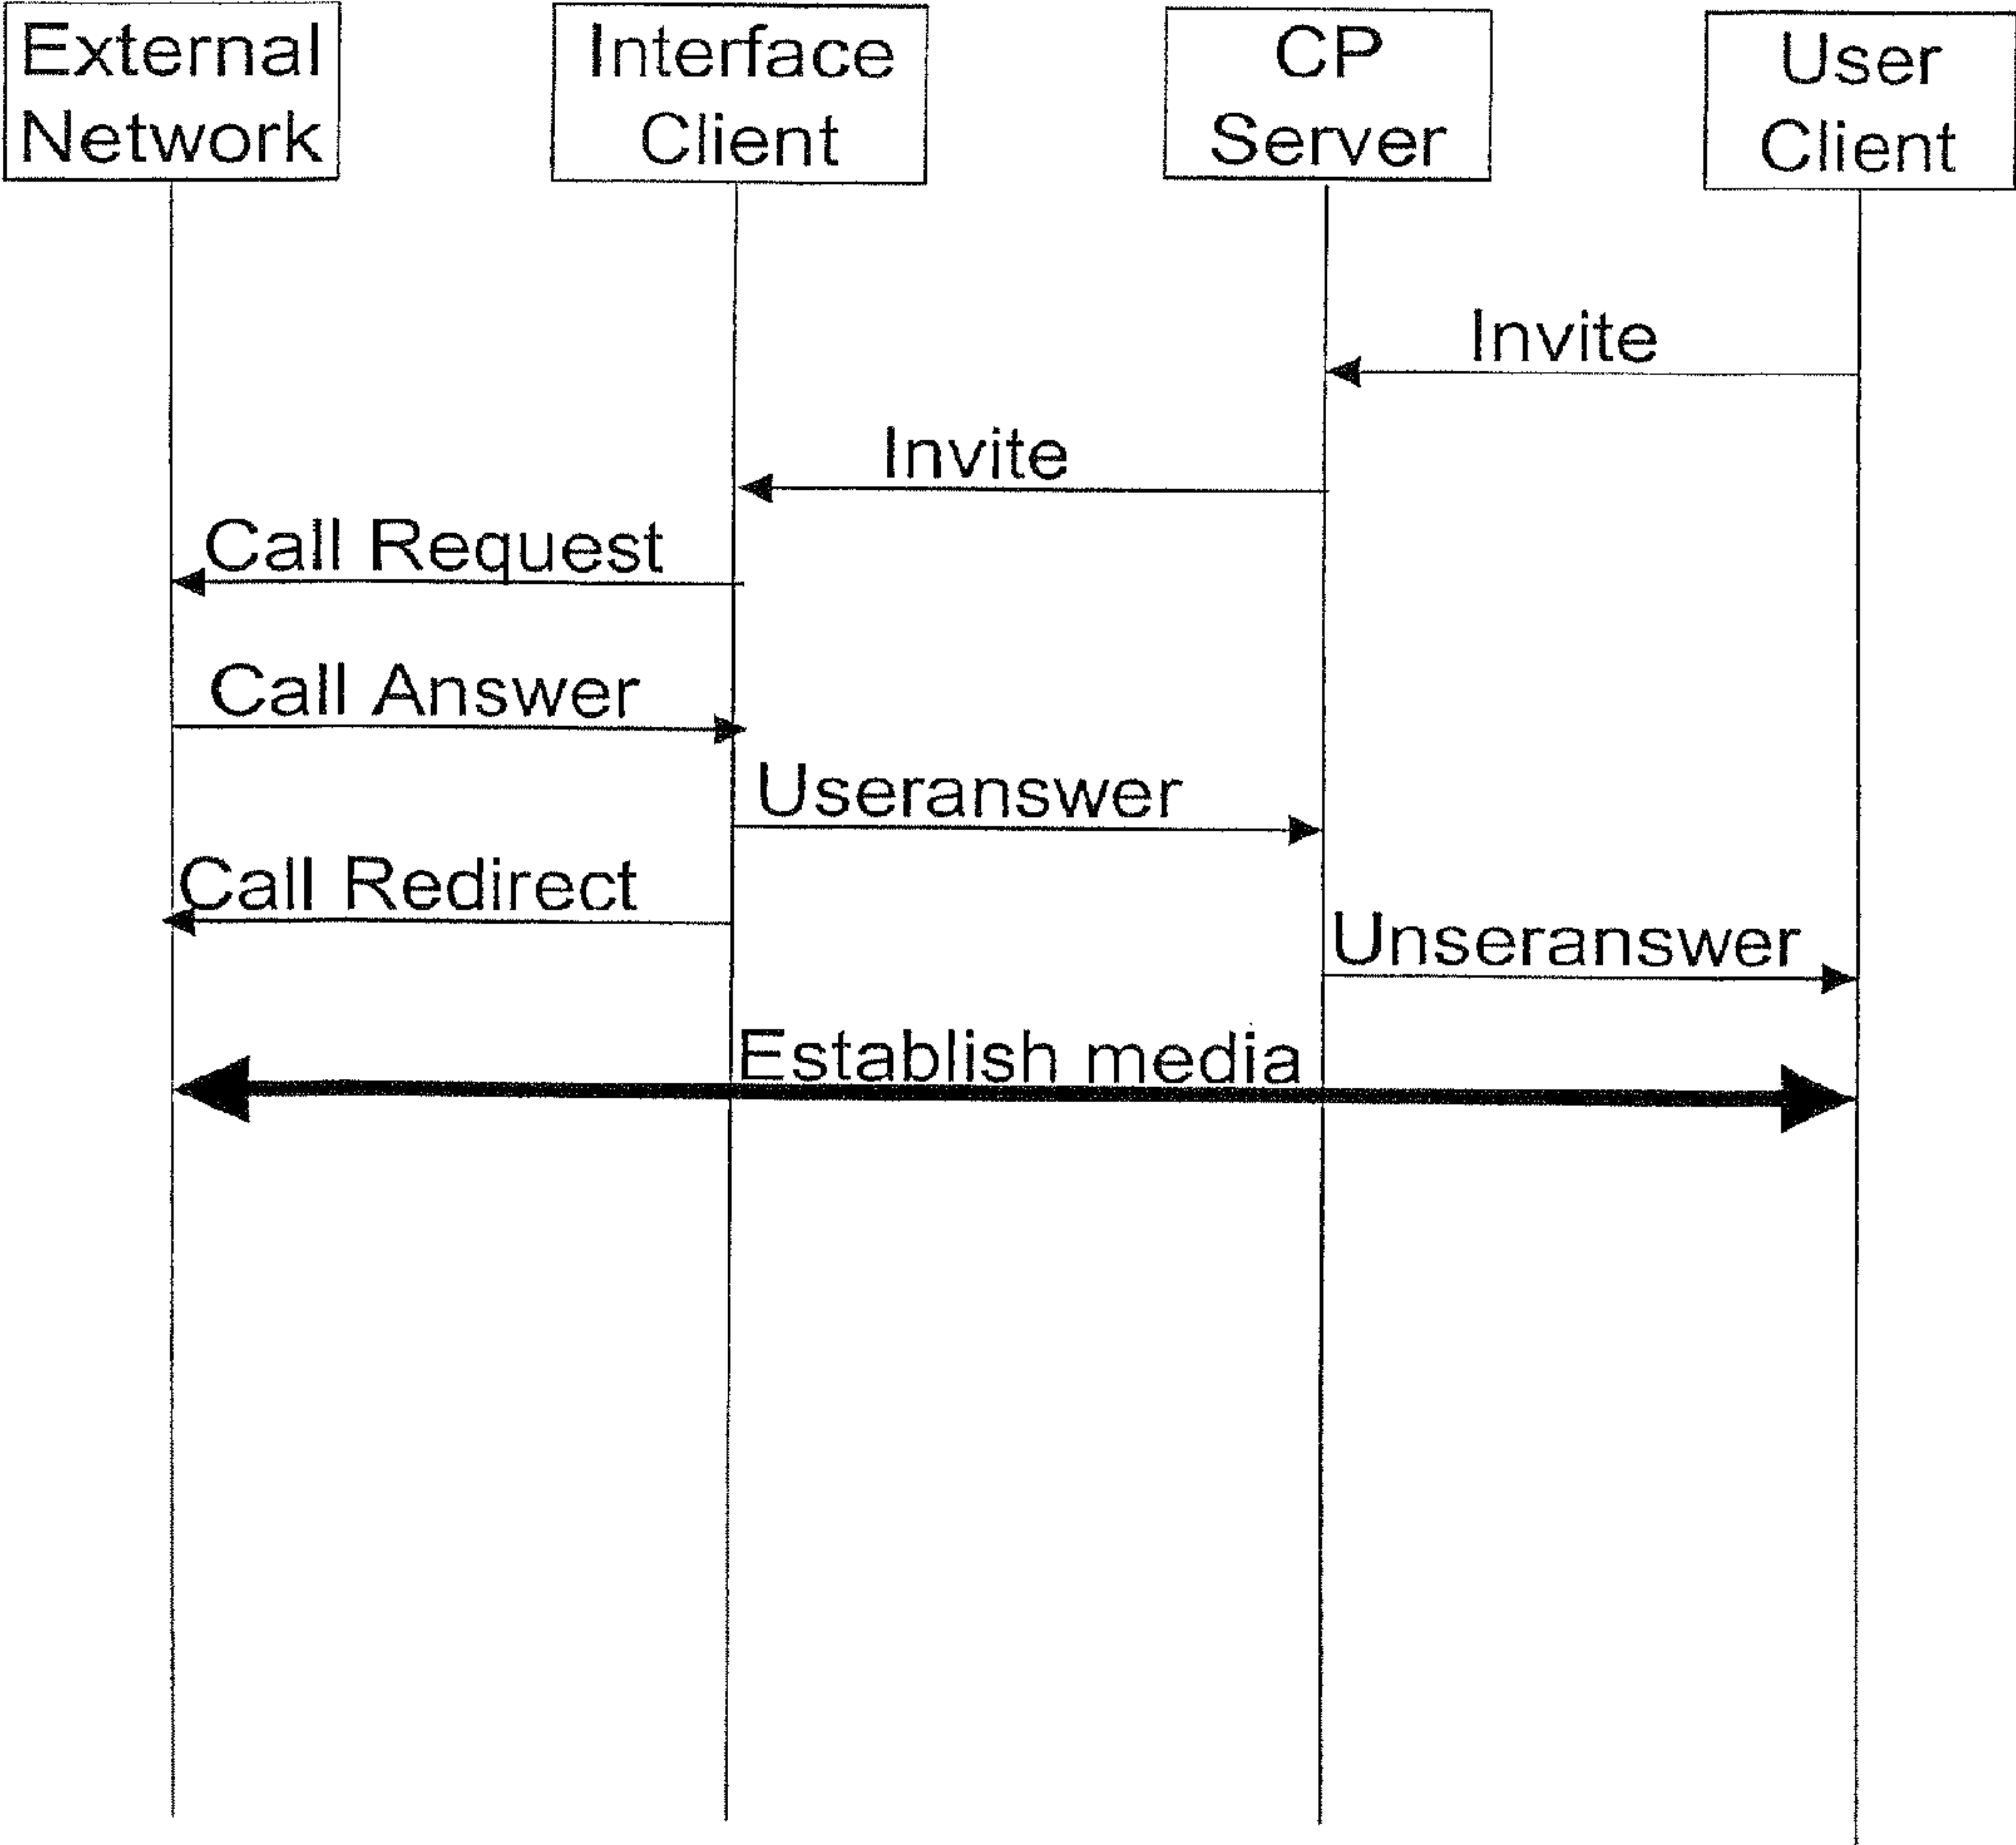 External
Network
Interface
Client
CP
Server
User
Client
Invite
Invite
Call Request
Call Answer
Useranswer
Call Redirect
Unseranswer
Establish media